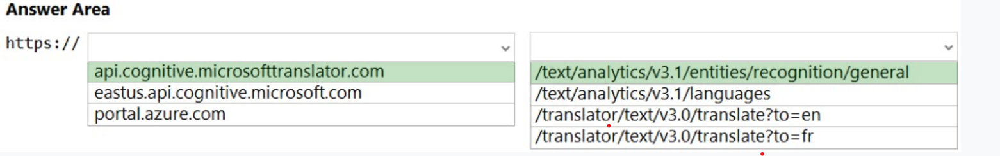 Answer Area
https://
api.cognitive.microsofttranslator.com
eastus.api.cognitive.microsoft.com
portal.azure.com
/text/analytics/v3.1/entities/recognition/general
/text/analytics/v3.1/languages
/translator/text/v3.0/translate?to=en
/translator/text/v3.0/translate?to=fr